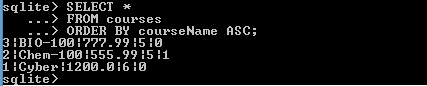 sqlite> SELECT *
   ...> FROM courses
   ...> ORDER BY courseName ASC;
3|BIO-100|777.99|5|0
2|Chem-100|555.99|5|1
1|Cyber|1200.0|6|0
sqlite>